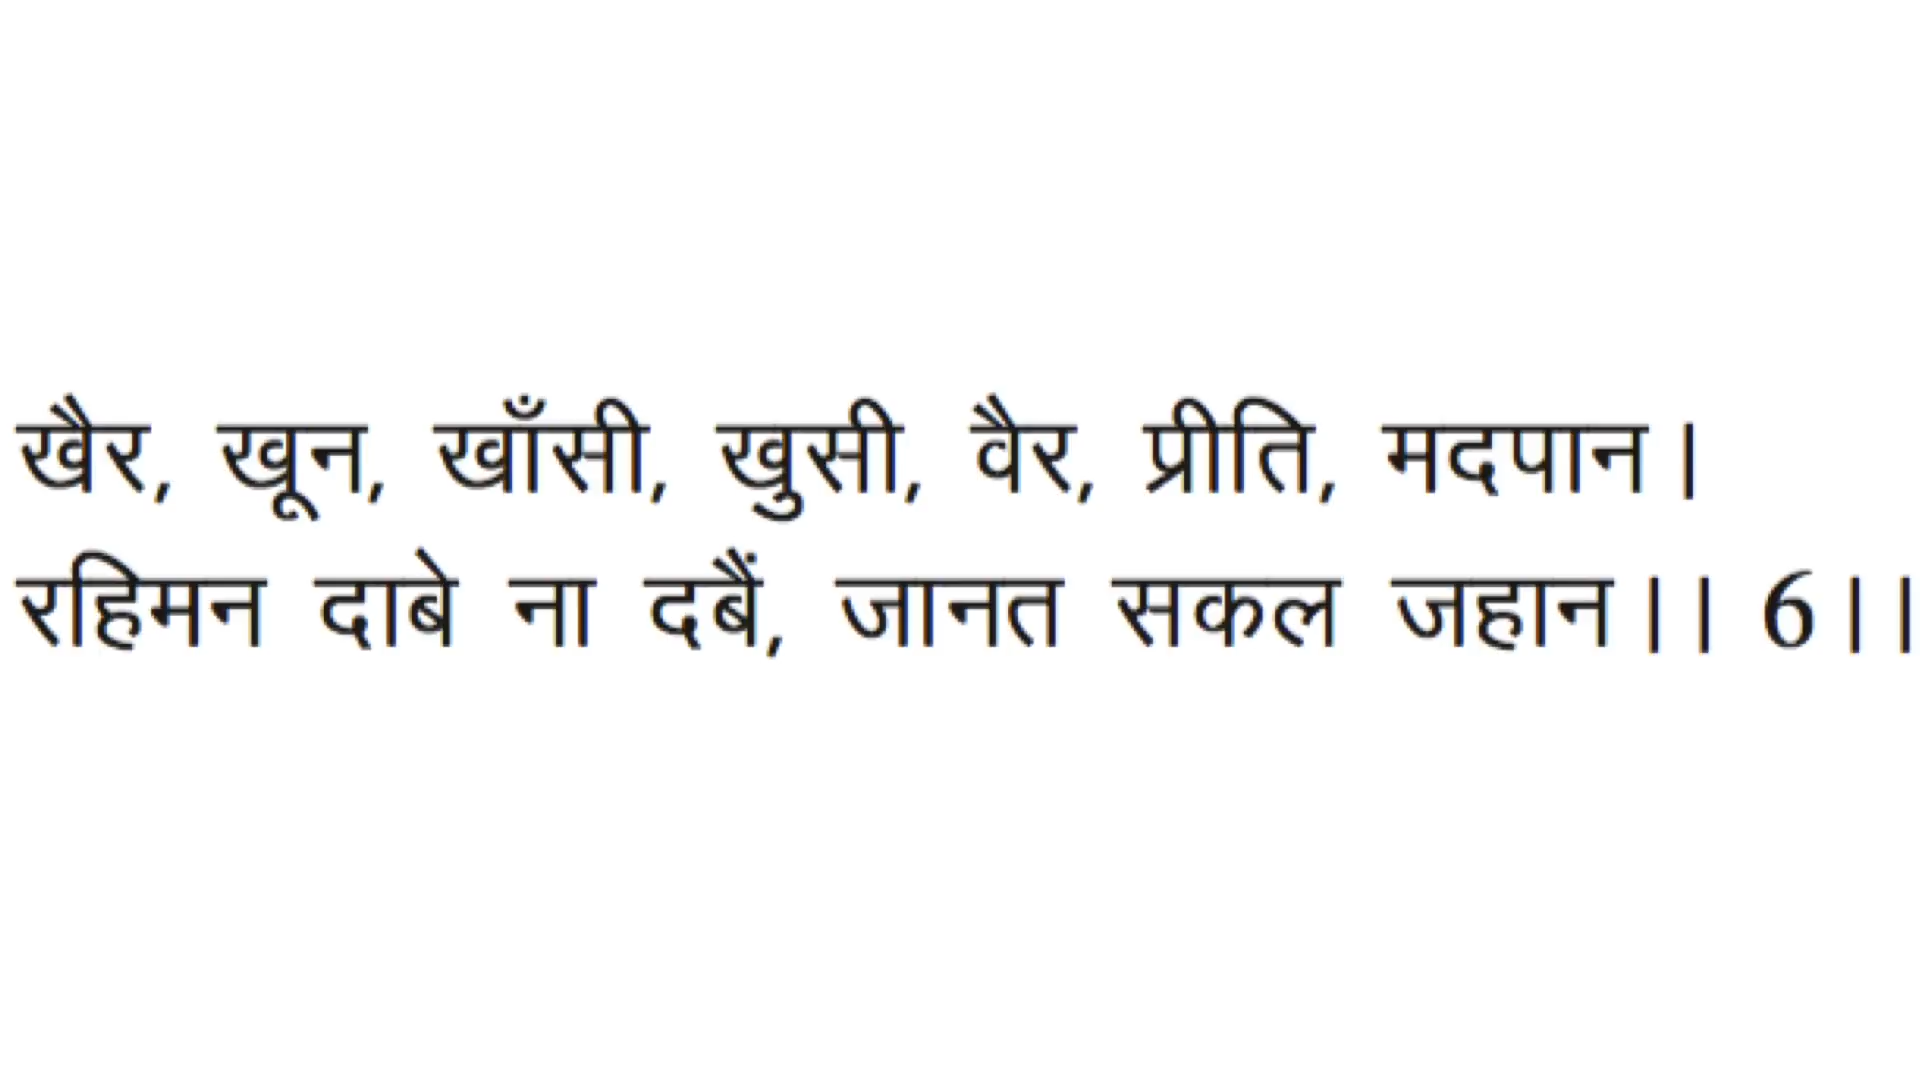 खैर, खून, खाँसी, खुसी, वैर, प्रीति, मदपान।
रहिमन दाबे ना दबैं, जानत सकल जहान।। 6।।